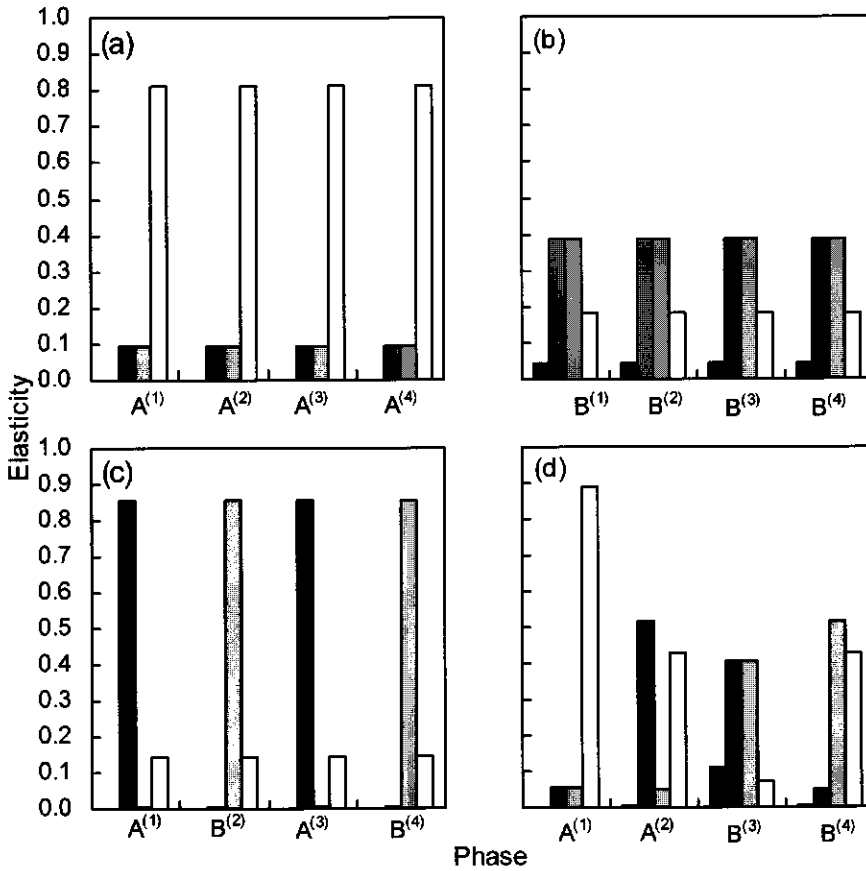 (a)
1.0
0.9
0.8
0.7
0.6
0.5
0.4
0.3
0.2
0.1
0.0
A(1) A(2) A(3) A(4)
(b)
B(1) B(2) B(3) B(4)
Elasticity
(c)
1.0
0.9
0.8
0.7
0.6
0.5
0.4
0.3
0.2
0.1
0.0
A(1) B(2) A(3) B(4)
(d)
A(1) A(2) B(3) B(4)
Phase